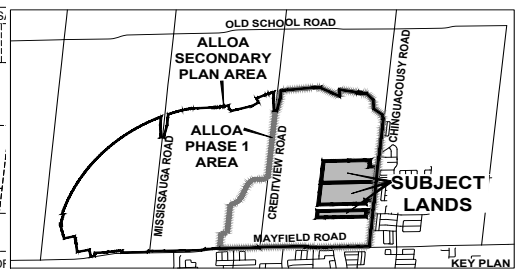 OLD SCHOOL ROAD
ALLOA
SECONDARY
PLAN AREA
CHINGUACOUSY ROAD
ALLOA
PHASE 1
AREA
MISSISSAUGA ROAD
CREDITVIEW ROAD
SUBJECT
LANDS
MAYFIELD ROAD
KEY PLAN